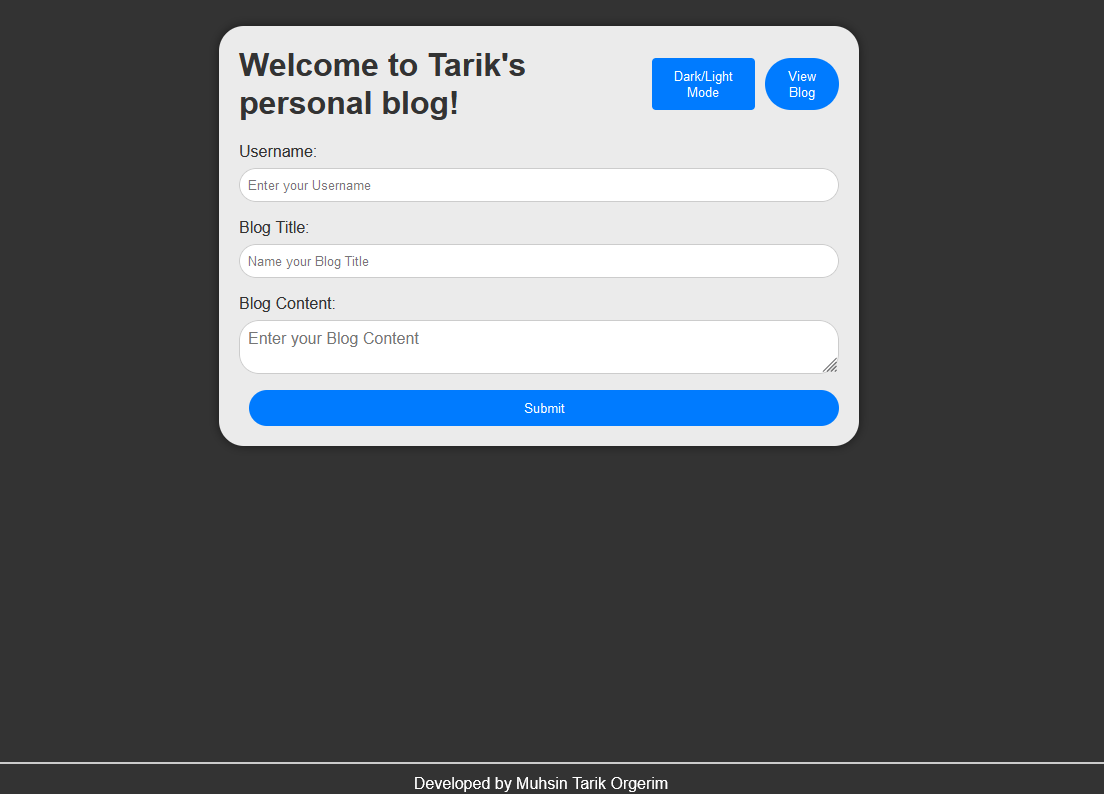 Welcome to Tarik's
personal blog!
Dark/Light
Mode
View
Blog
Username:
Enter your Username
Blog Title:
Name your Blog Title
Blog Content:
Enter your Blog Content
Submit
Developed by Muhsin Tarik Orgerim